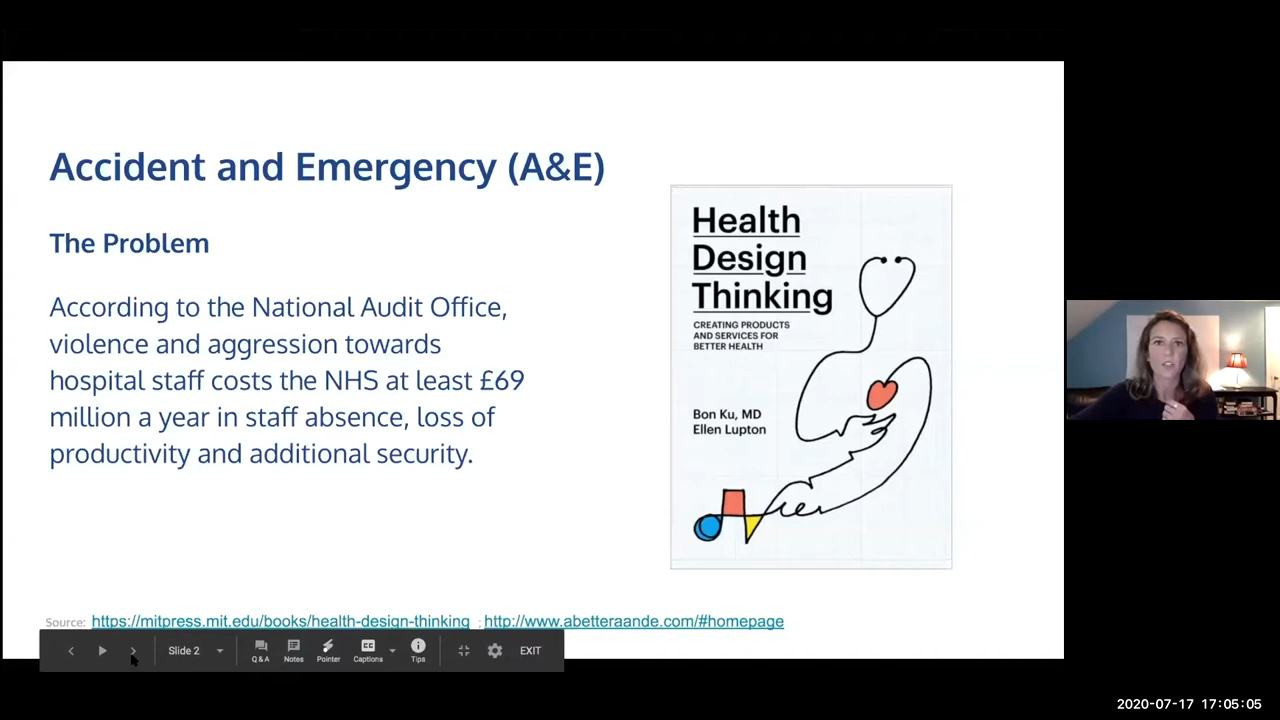 Accident and Emergency (A&E)
The Problem
According to the National Audit Office,
violence and aggression towards
hospital staff costs the NHS at least £69
million a year in staff absence, loss of
productivity and additional security.
Health
Design
Thinking
CREATING PRODUCTS
AND SERVICES FOR
BETTER HEALTH
Bon Ku, MD
Ellen Lupton
Source: https://mitpress.mit.edu/books/health-design-thinking ; http://www.abetteraande.com/#homepage
Slide 2
Q & A
Notes
Pointer
CC
Captions
Tips
EXIT
2020-07-17 17:05:05